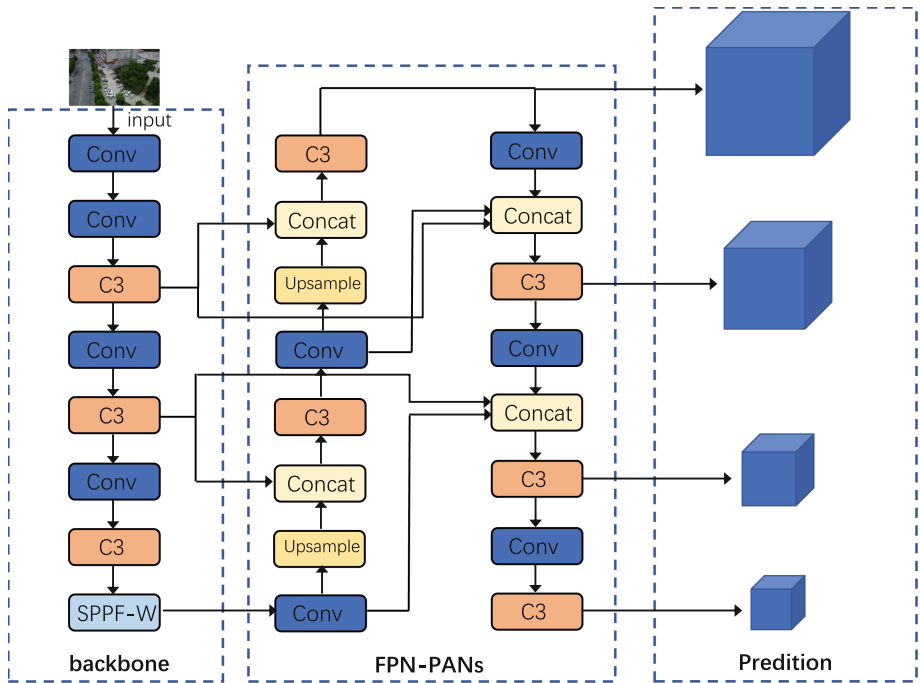 input
Conv
Conv
C3
Conv
C3
Conv
C3
SPPF-W
backbone
C3
Concat
Upsample
Conv
C3
Concat
Upsample
Conv
Conv
Concat
C3
Conv
Concat
C3
Conv
C3
FPN-PANs
Predition